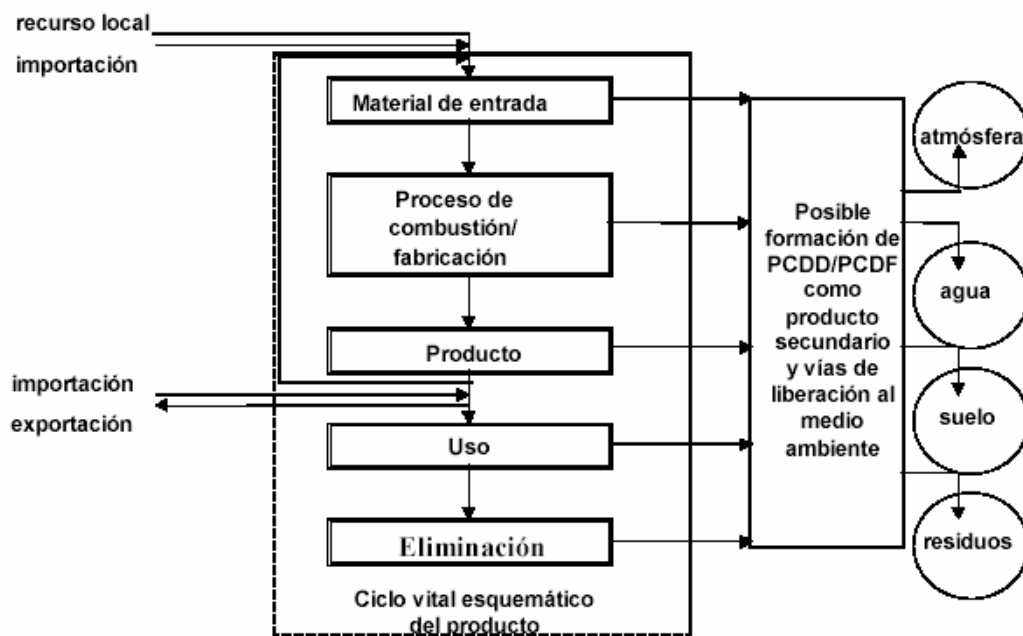 recurso local
importación
Material de entrada
Proceso de
combustión/
fabricación
Producto
importación
exportación
Uso
Eliminación
Ciclo vital esquemático
del producto
Posible
formación de
PCDD/PCDF
como
producto
secundario
y vías de
liberación al
medio
ambiente
atmósfera
agua
suelo
residuos